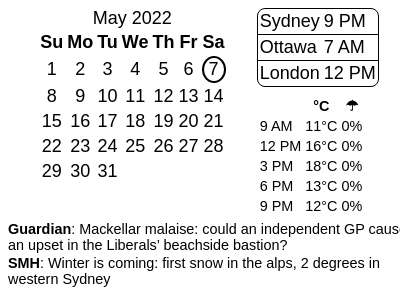 May 2022
Su Mo Tu We Th Fr Sa
1 2 3 4 5 6 7
8 9 10 11 12 13 14
15 16 17 18 19 20 21
22 23 24 25 26 27 28
29 30 31
Sydney 9 PM
Ottawa 7 AM
London 12 PM
°C ☂
9 AM 11°C 0%
12 PM 16°C 0%
3 PM 18°C 0%
6 PM 13°C 0%
9 PM 12°C 0%
Guardian: Mackellar malaise: could an independent GP caus
an upset in the Liberals’ beachside bastion?
SMH: Winter is coming: first snow in the alps, 2 degrees in
western Sydney